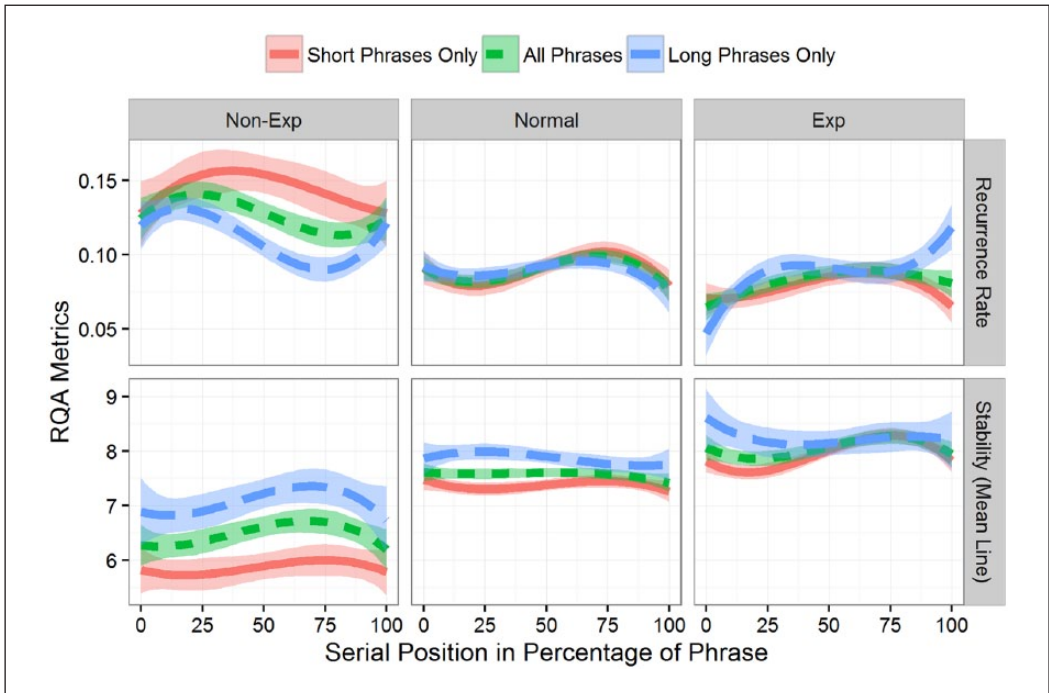 Short Phrases Only All Phrases Long Phrases Only
Non-Exp Normal Exp
0.15
0.10
0.05
Recurrence Rate
RQA Metrics
9
8
7
6
Stability (Mean Line)
0 25 50 75 100 0 25 50 75 100 0 25 50 75 100
Serial Position in Percentage of Phrase